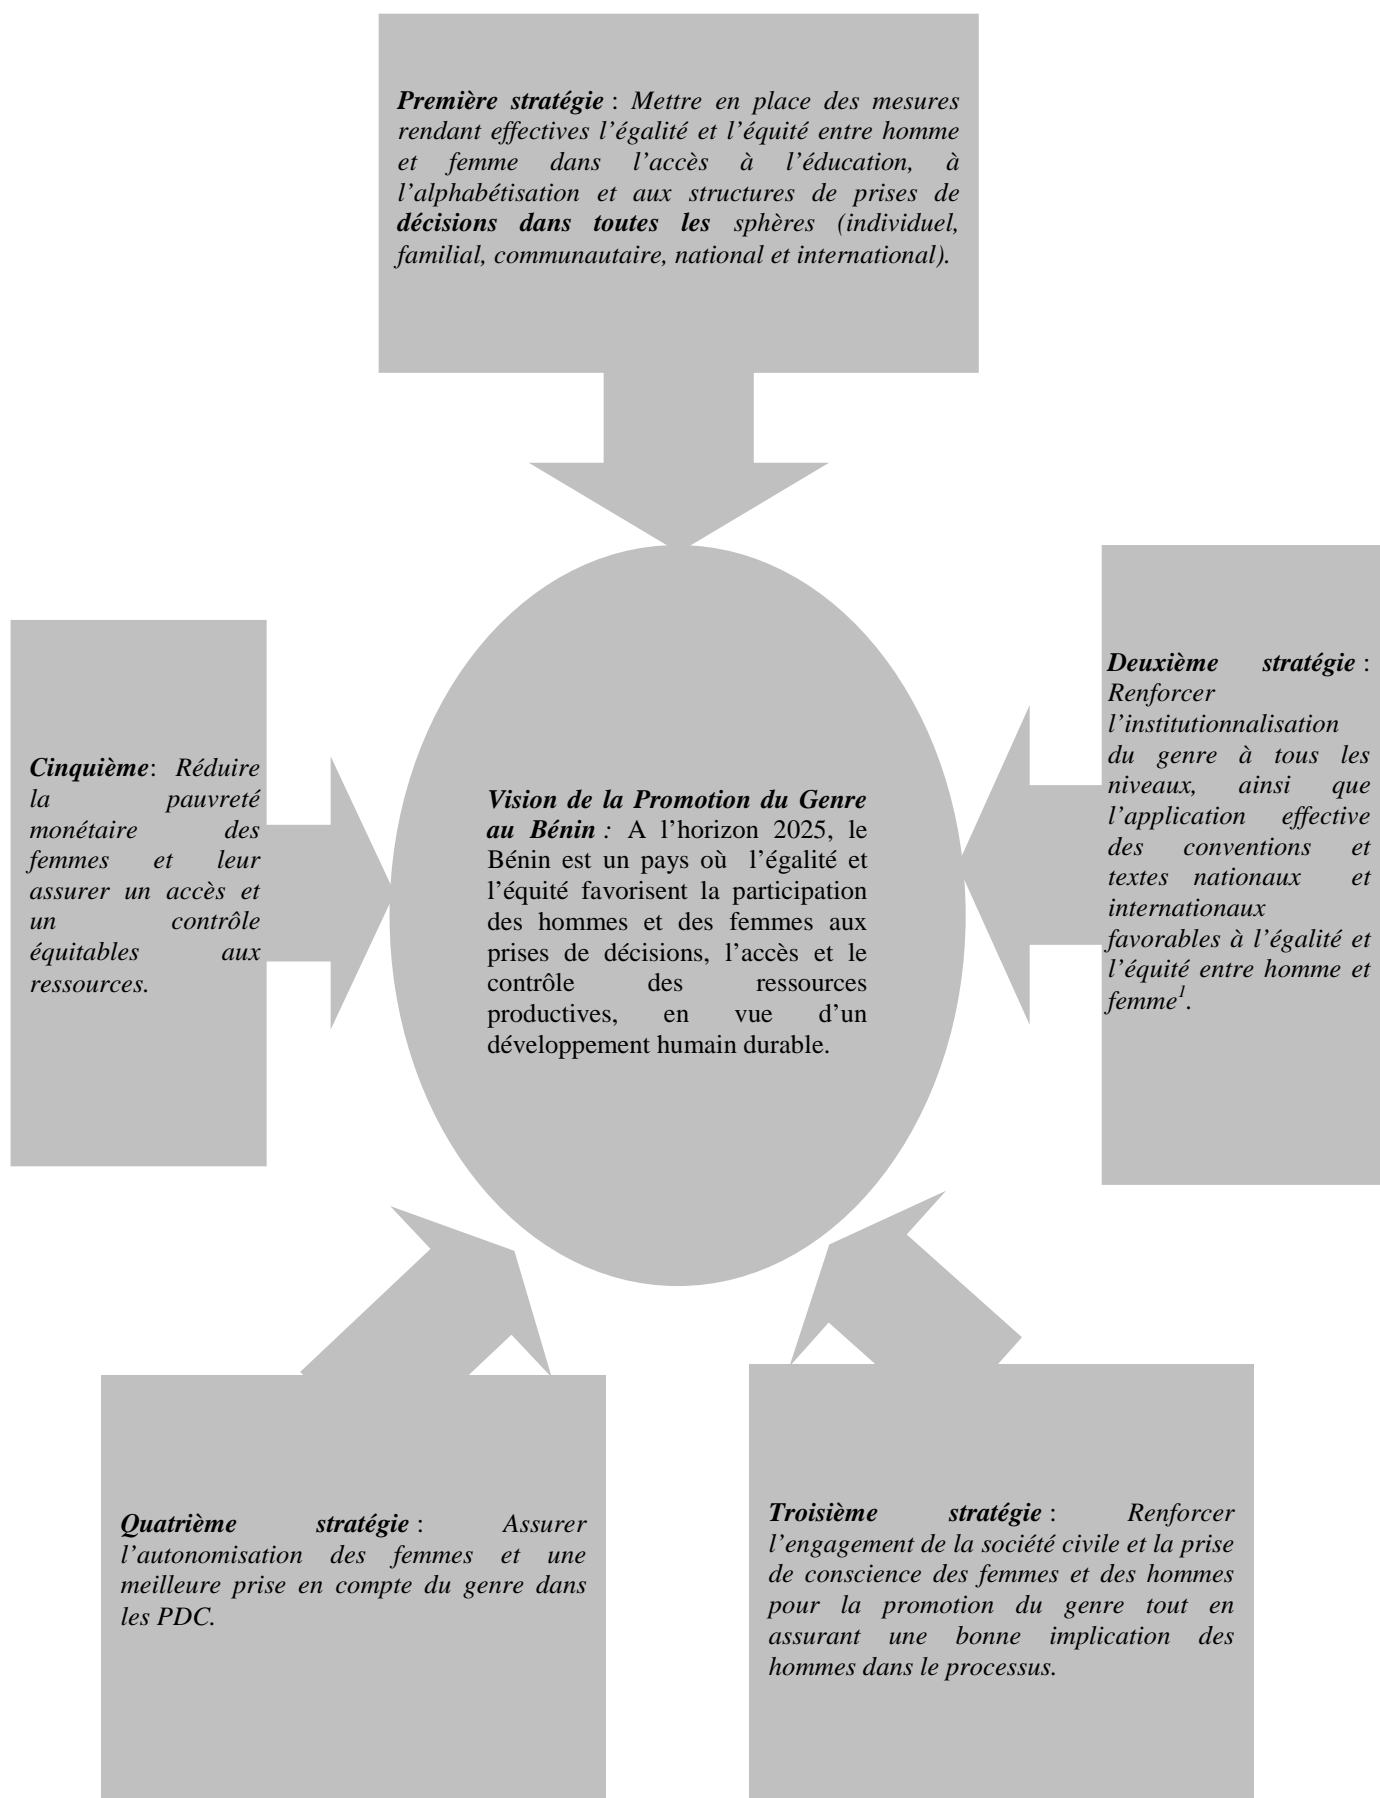 Première stratégie : Mettre en place des mesures
rendant effectives l’égalité et l’équité entre homme
et femme dans l’accès à l’éducation, à
l’alphabétisation et aux structures de prises de
décisions dans toutes les sphères (individuel,
familial, communautaire, national et international).
Deuxième stratégie :
Renforcer
l’institutionnalisation
du genre à tous les
niveaux, ainsi que
l’application effective
des conventions et
textes nationaux et
internationaux
favorables à l’égalité et
l’équité entre homme et
femme¹.
Cinquième: Réduire
la pauvreté
monétaire des
femmes et leur
assurer un accès et
un contrôle
équitables aux
ressources.
Vision de la Promotion du Genre
au Bénin : A l’horizon 2025, le
Bénin est un pays où l’égalité et
l’équité favorisent la participation
des hommes et des femmes aux
prises de décisions, l’accès et le
contrôle des ressources
productives, en vue d’un
développement humain durable.
Quatrième stratégie : Assurer
l’autonomisation des femmes et une
meilleure prise en compte du genre dans
les PDC.
Troisième stratégie : Renforcer
l’engagement de la société civile et la prise
de conscience des femmes et des hommes
pour la promotion du genre tout en
assurant une bonne implication des
hommes dans le processus.